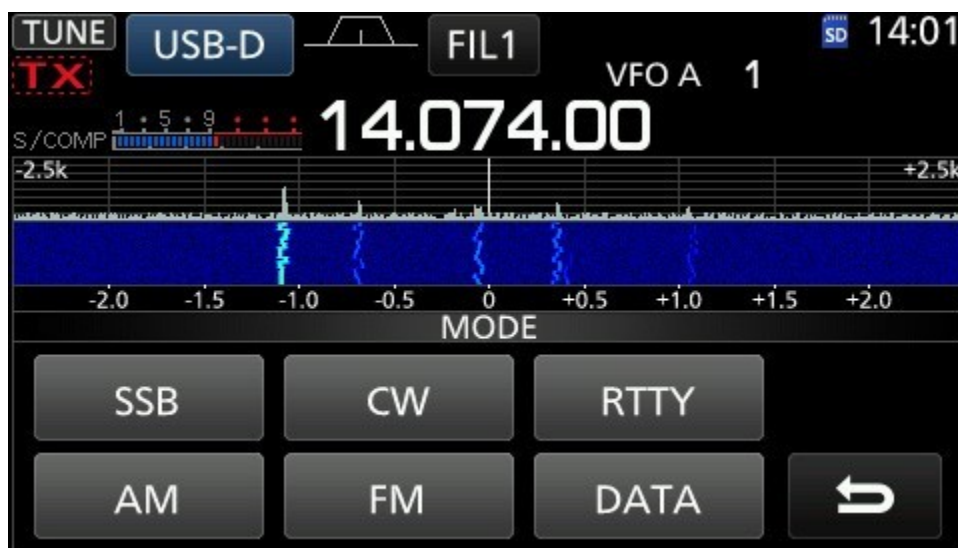 TUNE USB-D FIL1 SD 14:01
TX VFO A 1
14.074.00
S/COMP 1 • 5 • 9 • • •
-2.5k +2.5k
-2.0 -1.5 -1.0 -0.5 0 +0.5 +1.0 +1.5 +2.0
MODE
SSB CW RTTY
AM FM DATA